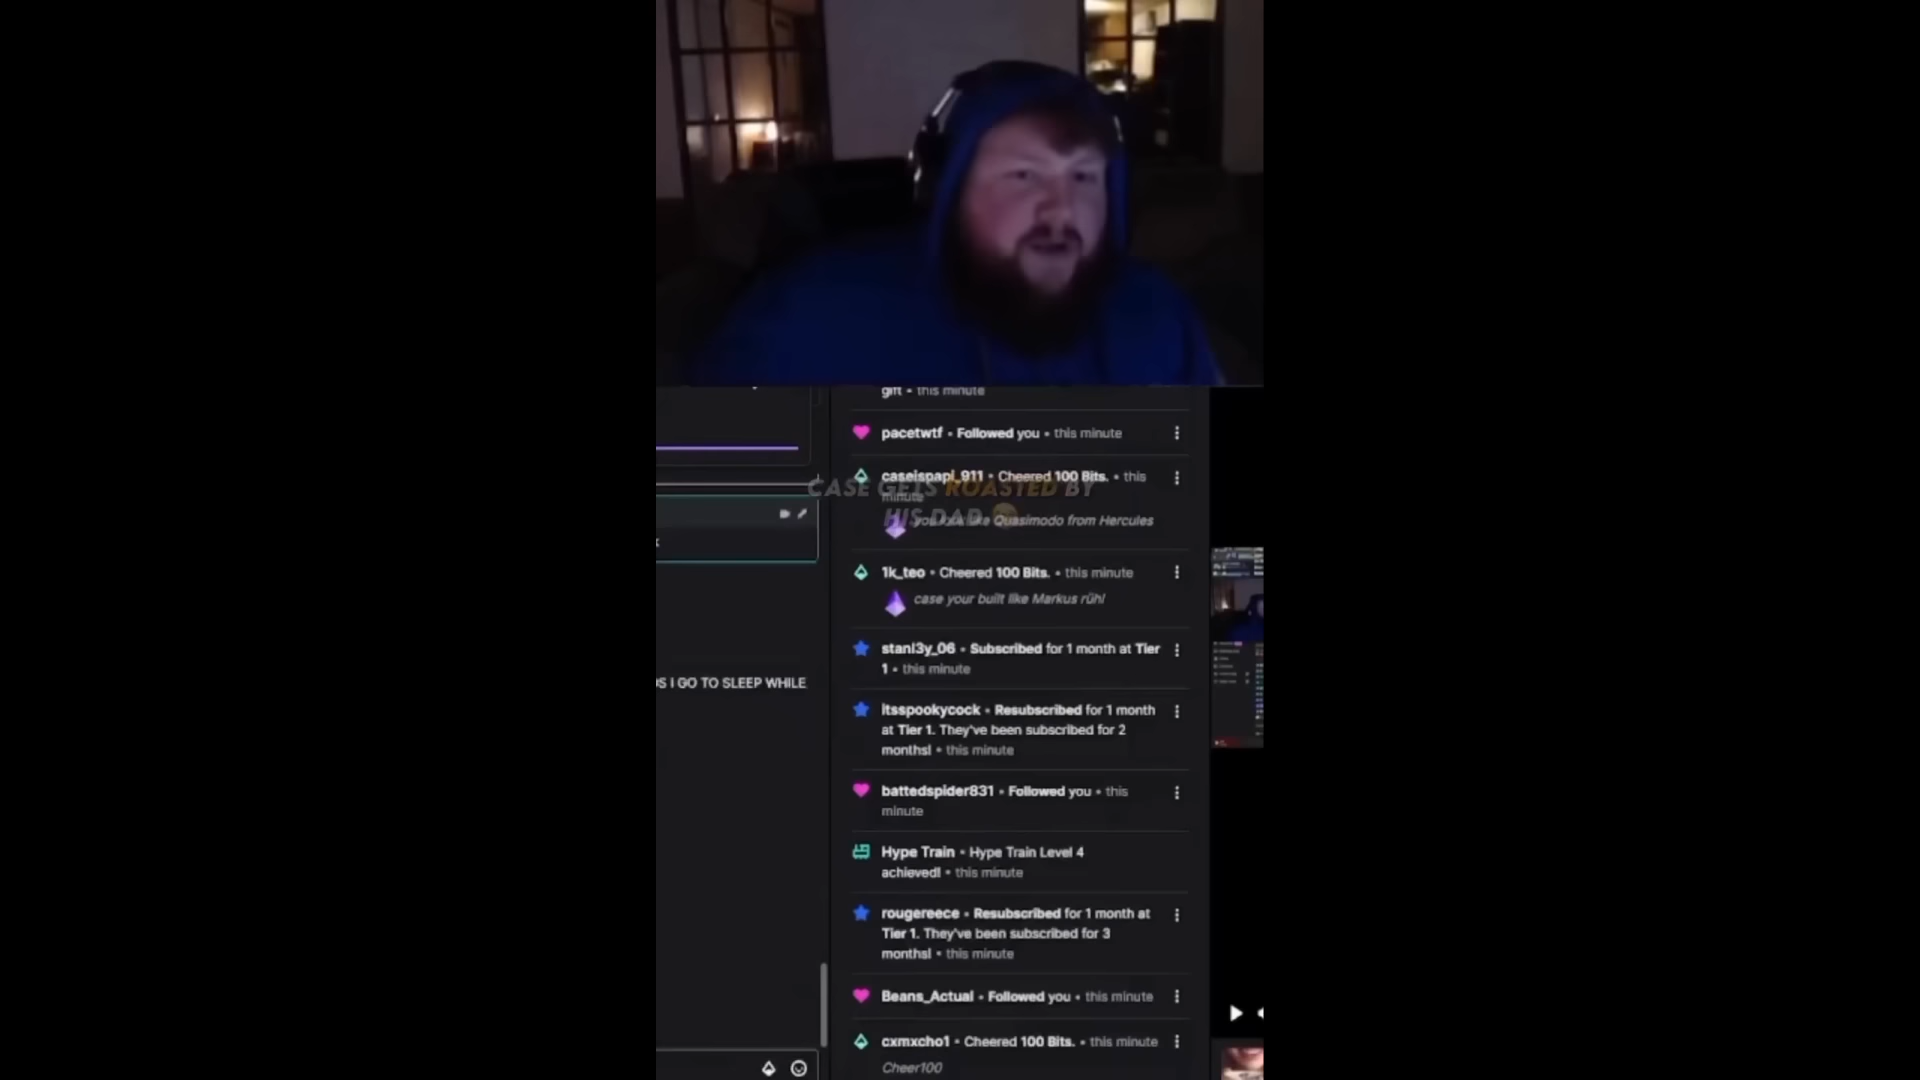 gift • this minute
pacetwtf • Followed you • this minute
caseispapi_911 • Cheered 100 Bits. • this
minute
CASE GETS ROASTED BY
HIS DAD
you look like Quasimodo from Hercules
1k_teo • Cheered 100 Bits. • this minute
case your built like Markus rühl
stanl3y_06 • Subscribed for 1 month at Tier
1 • this minute
S I GO TO SLEEP WHILE
itsspookycock • Resubscribed for 1 month
at Tier 1. They've been subscribed for 2
months! • this minute
battedspider831 • Followed you • this
minute
Hype Train • Hype Train Level 4
achieved! • this minute
rougereece • Resubscribed for 1 month at
Tier 1. They've been subscribed for 3
months! • this minute
Beans_Actual • Followed you • this minute
cxmxcho1 • Cheered 100 Bits. • this minute
Cheer100